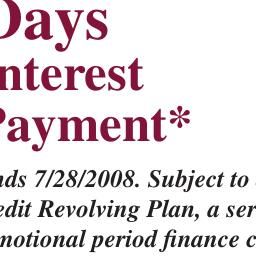 Days
nterest
Payment*
nds 7/28/2008. Subject to
edit Revolving Plan, a ser
motional period finance c